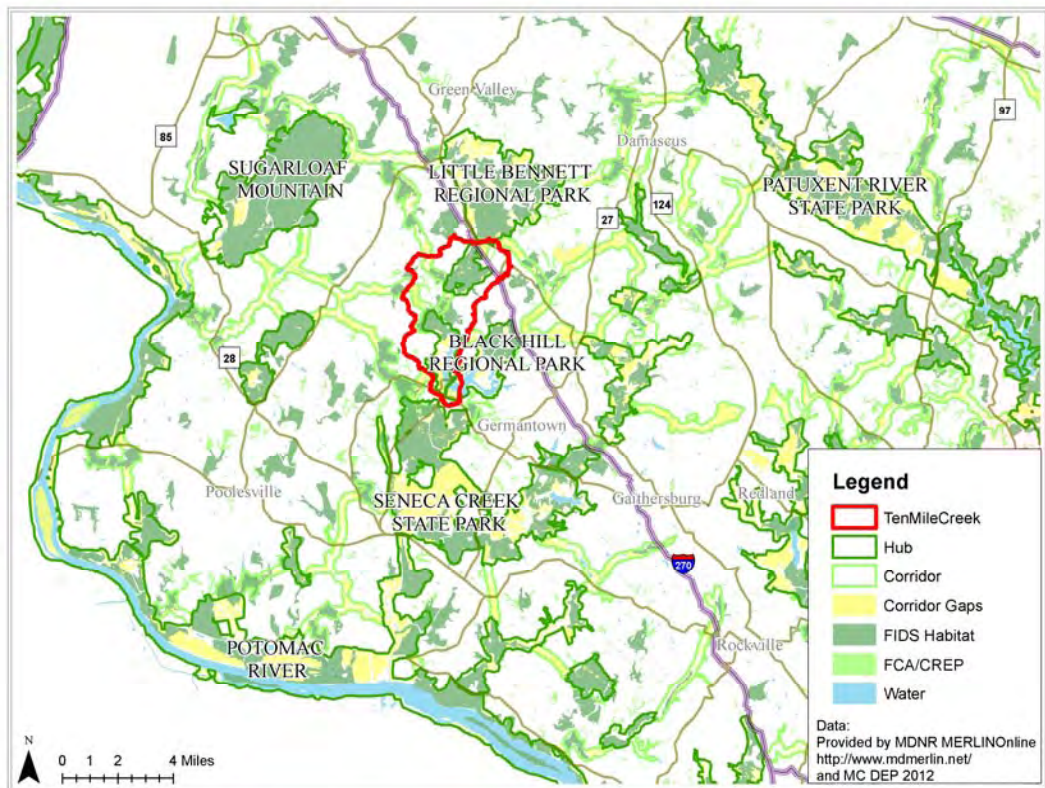 Green Valley
85
97
Damascus
SUGARLOAF
MOUNTAIN
LITTLE BENNETT
REGIONAL PARK
PATUXENT RIVER
STATE PARK
124
27
28
BLACK HILL
REGIONAL PARK
Germantown
Poolesville
SENECA CREEK
STATE PARK
Gaithersburg
Redland
270
Rockville
POTOMAC
RIVER
Legend
TenMileCreek
Hub
Corridor
Corridor Gaps
FIDS Habitat
FCA/CREP
Water
Data:
Provided by MDNR MERLINOnline
http://www.mdmerlin.net/
and MC DEP 2012
N
0 1 2 4 Miles